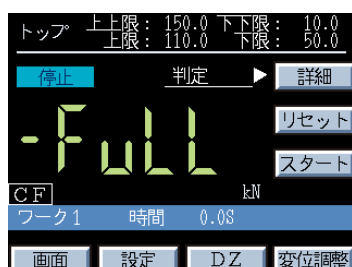 トップ 上上限: 150.0 下下限: 10.0
上限: 110.0 下限: 50.0
停止 判定 ▶ 詳細
-FuLL
リセット
スタート
CF kN
ワーク1 時間 0.0S
画面 設定 DZ 変位調整